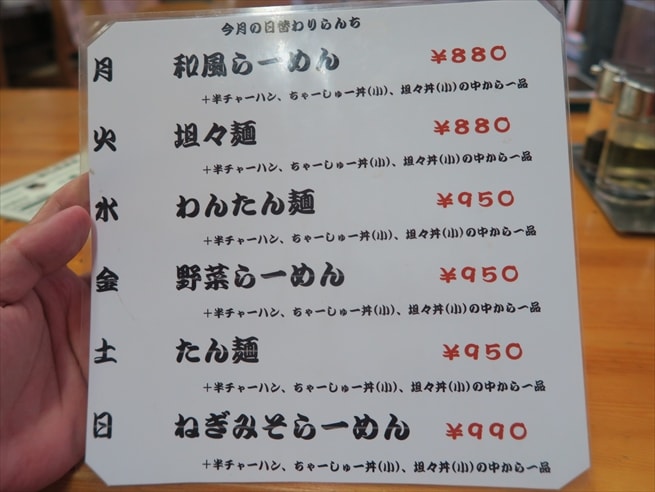 今月の日替わりらんち
月 和風らーめん ￥880
＋半チャーハン、ちゃーしゅー丼(小)、坦々丼(小)の中から一品
火 坦々麺 ￥880
＋半チャーハン、ちゃーしゅー丼(小)、坦々丼(小)の中から一品
水 わんたん麺 ￥950
＋半チャーハン、ちゃーしゅー丼(小)、坦々丼(小)の中から一品
金 野菜らーめん ￥950
＋半チャーハン、ちゃーしゅー丼(小)、坦々丼(小)の中から一品
土 たん麺 ￥950
＋半チャーハン、ちゃーしゅー丼(小)、坦々丼(小)の中から一品
日 ねぎみそらーめん ￥990
＋半チャーハン、ちゃーしゅー丼(小)、坦々丼(小)の中から一品